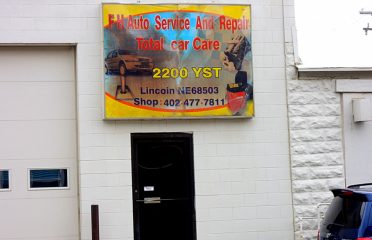 F-H Auto Service And Repair
Total car Care
2200 YST
Lincoln NE68503
Shop: 402-477-7811